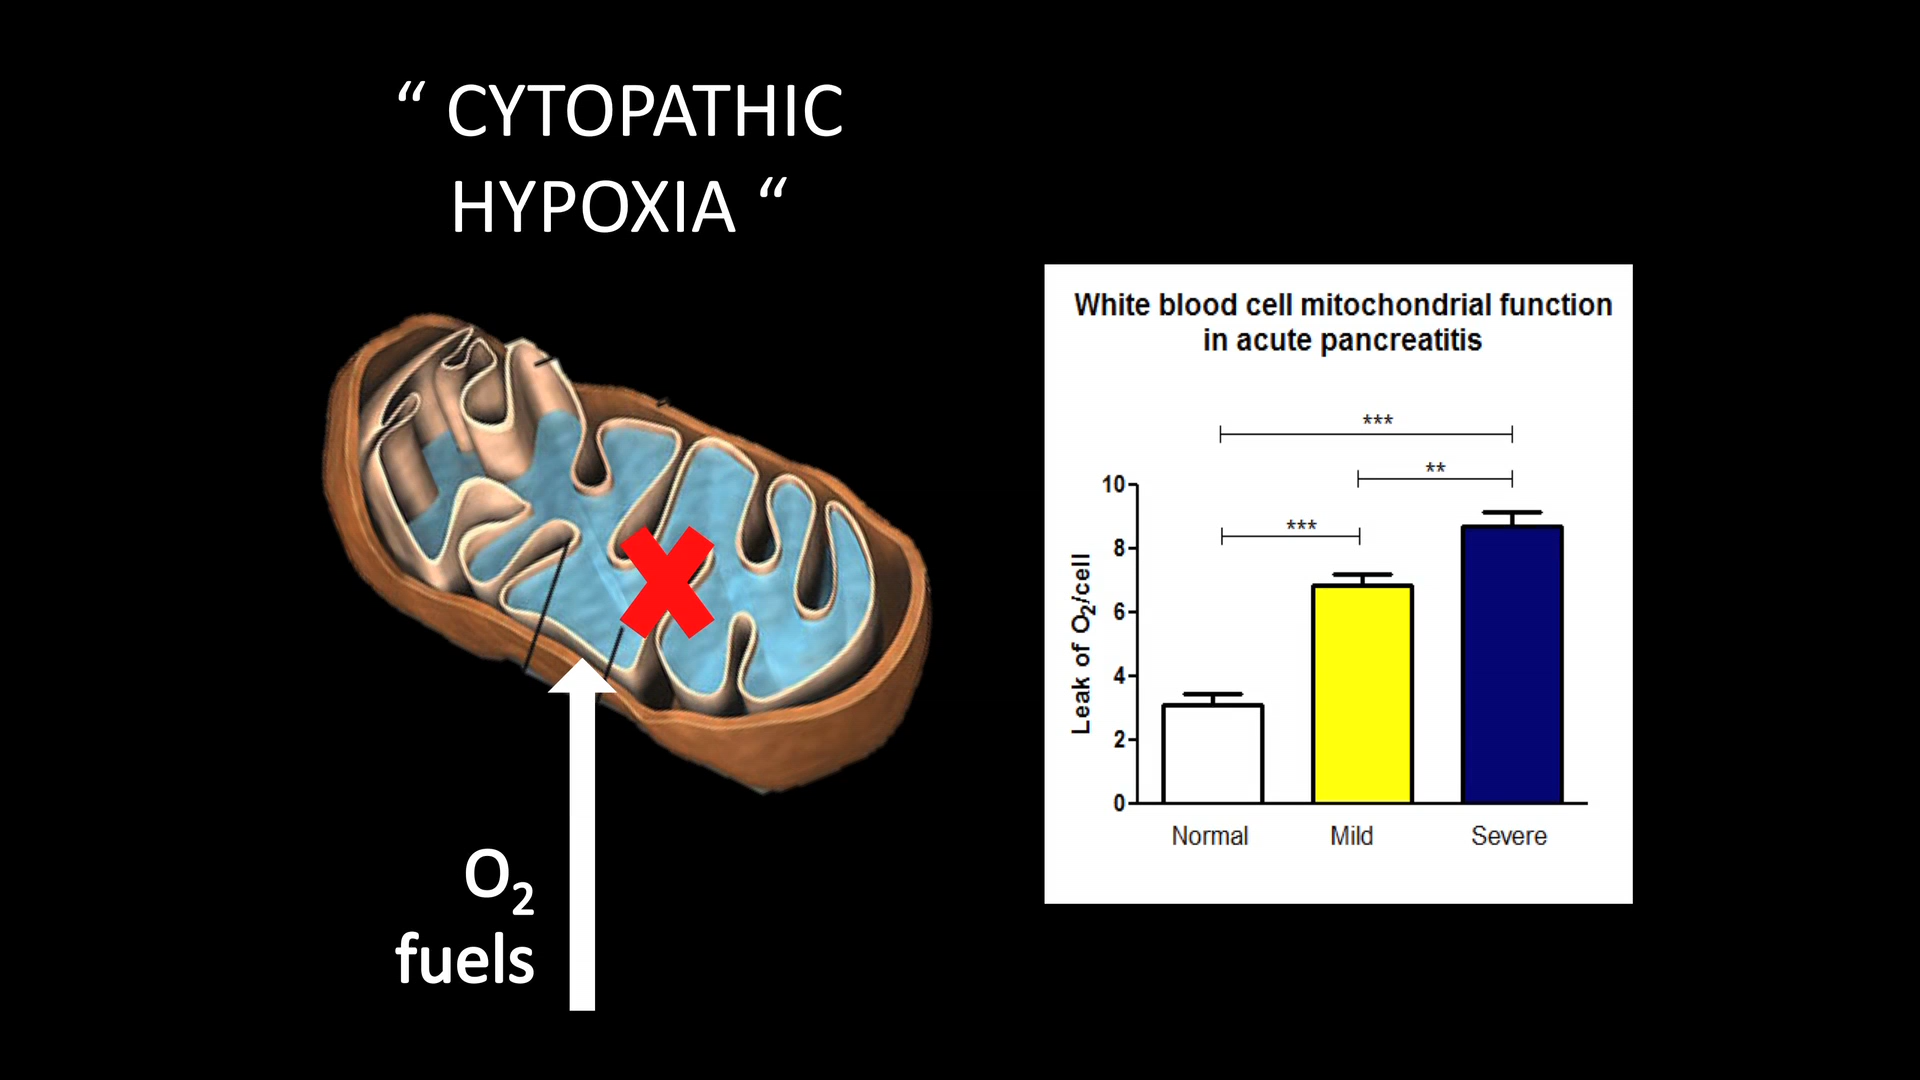 “ CYTOPATHIC
HYPOXIA “
O₂
fuels
White blood cell mitochondrial function
in acute pancreatitis
***
**
***
10
8
6
4
2
0
Leak of O₂/cell
Normal Mild Severe